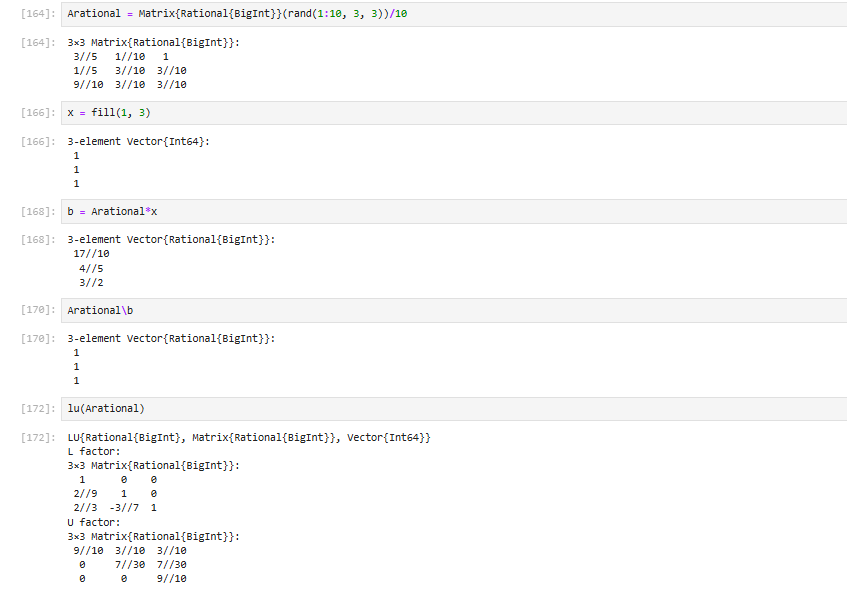 [164]: Arational = Matrix{Rational{BigInt}}(rand(1:10, 3, 3))/10
[164]: 3×3 Matrix{Rational{BigInt}}:
3//5 1//10 1
1//5 3//10 3//10
9//10 3//10 3//10
[166]: x = fill(1, 3)
[166]: 3-element Vector{Int64}:
1
1
1
[168]: b = Arational*x
[168]: 3-element Vector{Rational{BigInt}}:
17//10
4//5
3//2
[170]: Arational\b
[170]: 3-element Vector{Rational{BigInt}}:
1
1
1
[172]: lu(Arational)
[172]: LU{Rational{BigInt}, Matrix{Rational{BigInt}}, Vector{Int64}}
L factor:
3×3 Matrix{Rational{BigInt}}:
1 0 0
2//9 1 0
2//3 -3//7 1
U factor:
3×3 Matrix{Rational{BigInt}}:
9//10 3//10 3//10
0 7//30 7//30
0 0 9//10